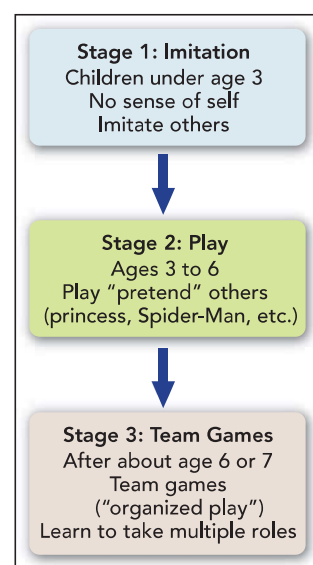 Stage 1: Imitation
Children under age 3
No sense of self
Imitate others
Stage 2: Play
Ages 3 to 6
Play “pretend” others
(princess, Spider-Man, etc.)
Stage 3: Team Games
After about age 6 or 7
Team games
(“organized play”)
Learn to take multiple roles